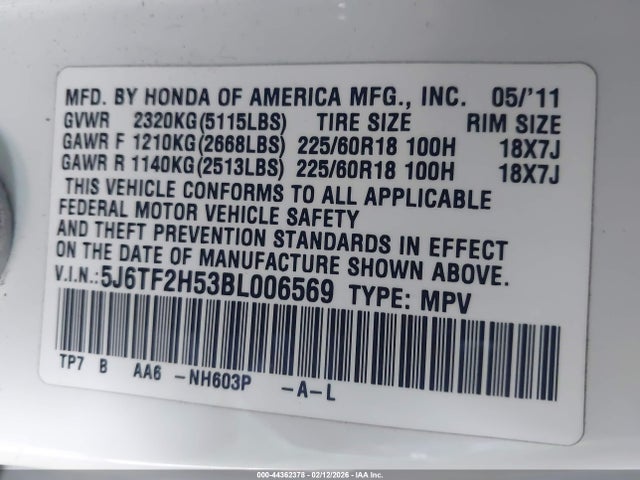 MFD. BY HONDA OF AMERICA MFG., INC. 05/'11
GVWR 2320KG(5115LBS) TIRE SIZE RIM SIZE
GAWR F 1210KG(2668LBS) 225/60R18 100H 18X7J
GAWR R 1140KG(2513LBS) 225/60R18 100H 18X7J
THIS VEHICLE CONFORMS TO ALL APPLICABLE
FEDERAL MOTOR VEHICLE SAFETY
AND THEFT PREVENTION STANDARDS IN EFFECT
ON THE DATE OF MANUFACTURE SHOWN ABOVE.
V.I.N.: 5J6TF2H53BL006569 TYPE: MPV
TP7 B AA6 -NH603P -A-L
000-44362378 - 02/12/2026 - IAA Inc.